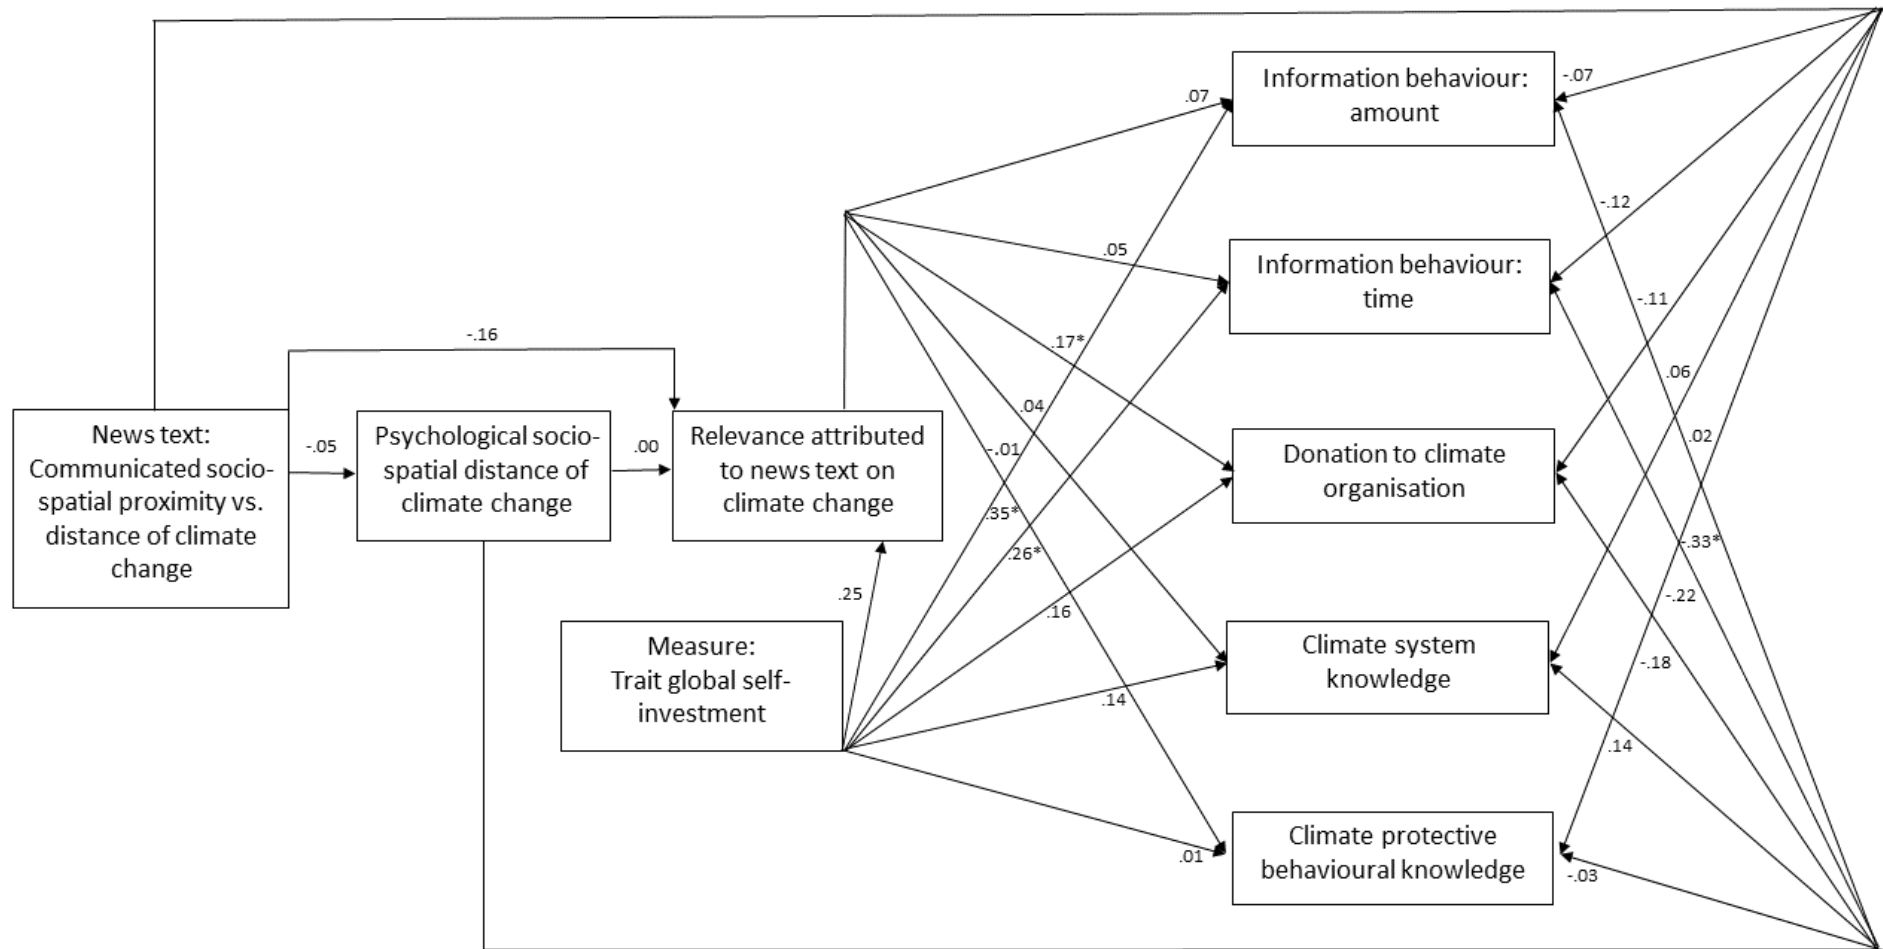 News text:
Communicated socio-
spatial proximity vs.
distance of climate
change
-.05
-.16
Psychological socio-
spatial distance of
climate change
.00
Relevance attributed
to news text on
climate change
.25
Measure:
Trait global self-
investment
.07
.05
.17*
.04
-.01
.35*
.26*
.16
.14
.01
Information behaviour:
amount
Information behaviour:
time
Donation to climate
organisation
Climate system
knowledge
Climate protective
behavioural knowledge
-.07
-.12
-.11
.06
.02
-.33*
-.22
-.18
.14
-.03